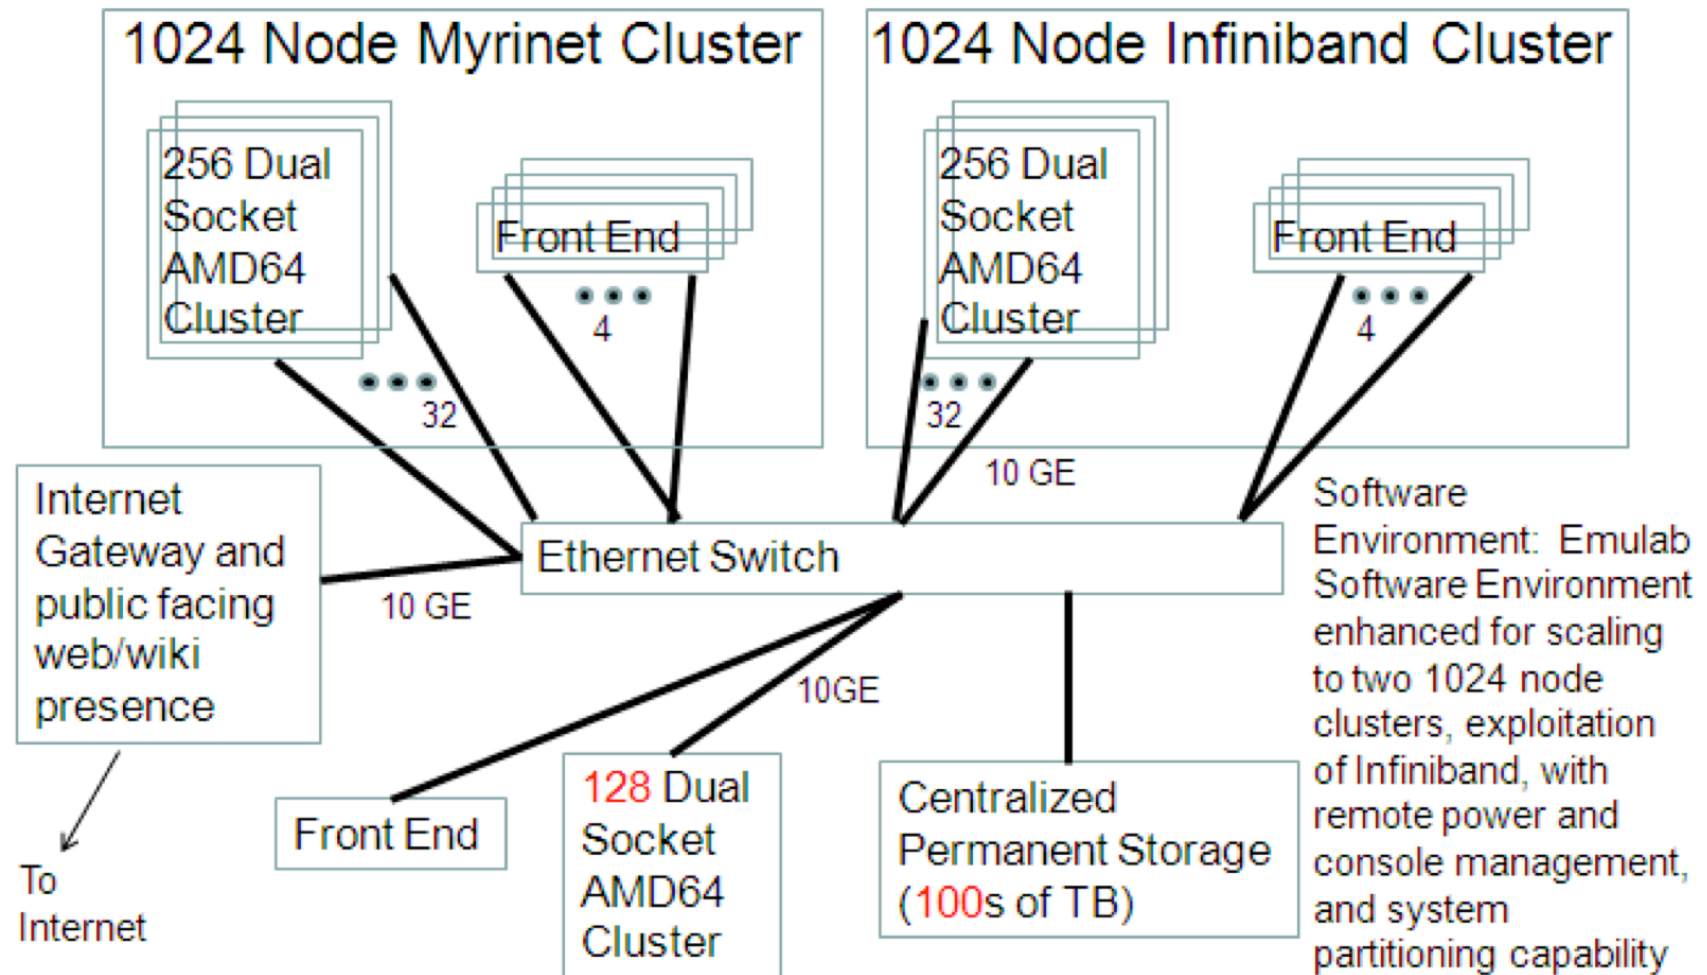 1024 Node Myrinet Cluster
256 Dual
Socket
AMD64
Cluster
Front End
4
32
1024 Node Infiniband Cluster
256 Dual
Socket
AMD64
Cluster
Front End
4
32
10 GE
Internet
Gateway and
public facing
web/wiki
presence
10 GE
Ethernet Switch
To
Internet
Front End
10GE
128 Dual
Socket
AMD64
Cluster
Centralized
Permanent Storage
(100s of TB)
Software
Environment: Emulab
Software Environment
enhanced for scaling
to two 1024 node
clusters, exploitation
of Infiniband, with
remote power and
console management,
and system
partitioning capability